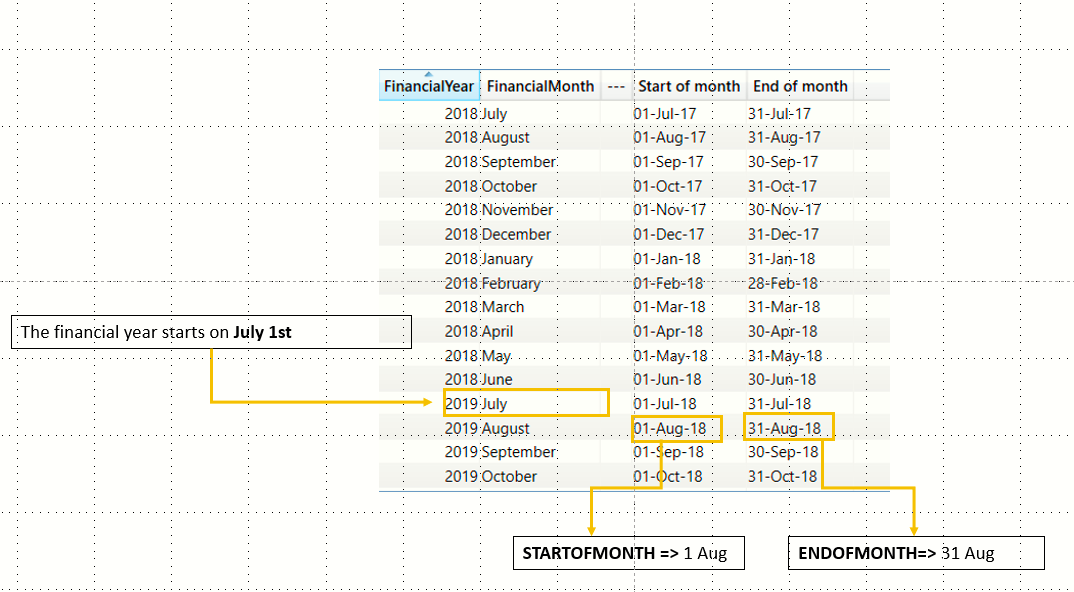 FinancialYear FinancialMonth --- Start of month End of month
2018 July 01-Jul-17 31-Jul-17
2018 August 01-Aug-17 31-Aug-17
2018 September 01-Sep-17 30-Sep-17
2018 October 01-Oct-17 31-Oct-17
2018 November 01-Nov-17 30-Nov-17
2018 December 01-Dec-17 31-Dec-17
2018 January 01-Jan-18 31-Jan-18
2018 February 01-Feb-18 28-Feb-18
2018 March 01-Mar-18 31-Mar-18
The financial year starts on July 1st
2018 April 01-Apr-18 30-Apr-18
2018 May 01-May-18 31-May-18
2018 June 01-Jun-18 30-Jun-18
2019 July 01-Jul-18 31-Jul-18
2019 August 01-Aug-18 31-Aug-18
2019 September 01-Sep-18 30-Sep-18
2019 October 01-Oct-18 31-Oct-18
STARTOFMONTH => 1 Aug
ENDOFMONTH=> 31 Aug